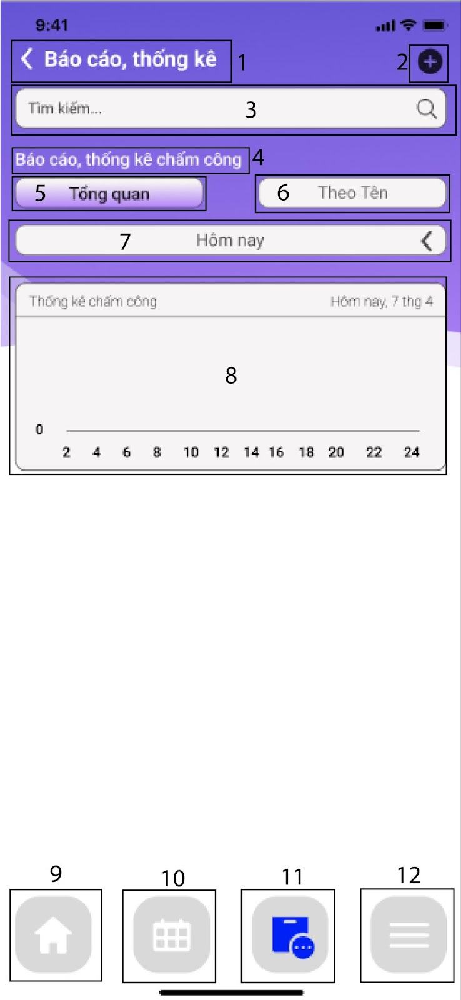 9:41
Báo cáo, thống kê 1
2
Tìm kiếm... 3
Báo cáo, thống kê chấm công 4
5 Tổng quan
6 Theo Tên
7 Hôm nay
Thống kê chấm công Hôm nay, 7 thg 4
8
0
2 4 6 8 10 12 14 16 18 20 22 24
9 10 11 12